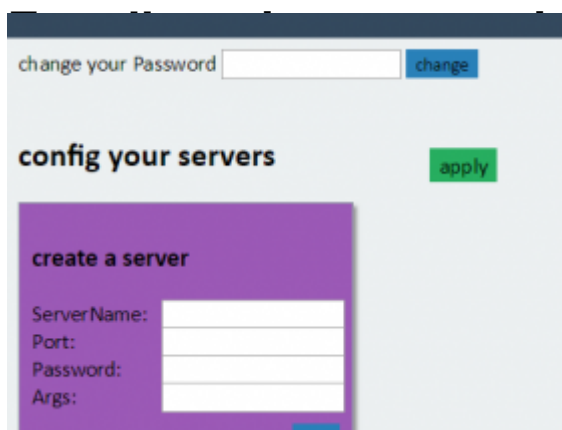 change your Password change
config your servers apply
create a server
ServerName:
Port:
Password:
Args: